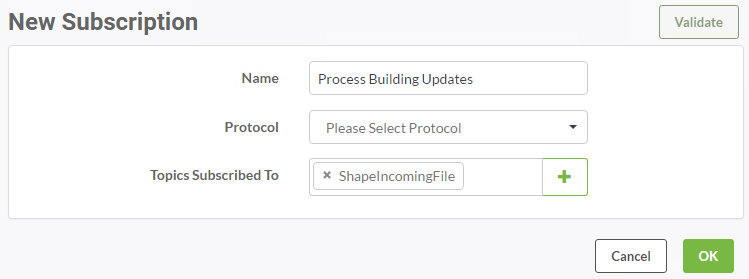 New Subscription
Validate
Name
Process Building Updates
Protocol
Please Select Protocol
Topics Subscribed To
× ShapeIncomingFile
+
Cancel
OK